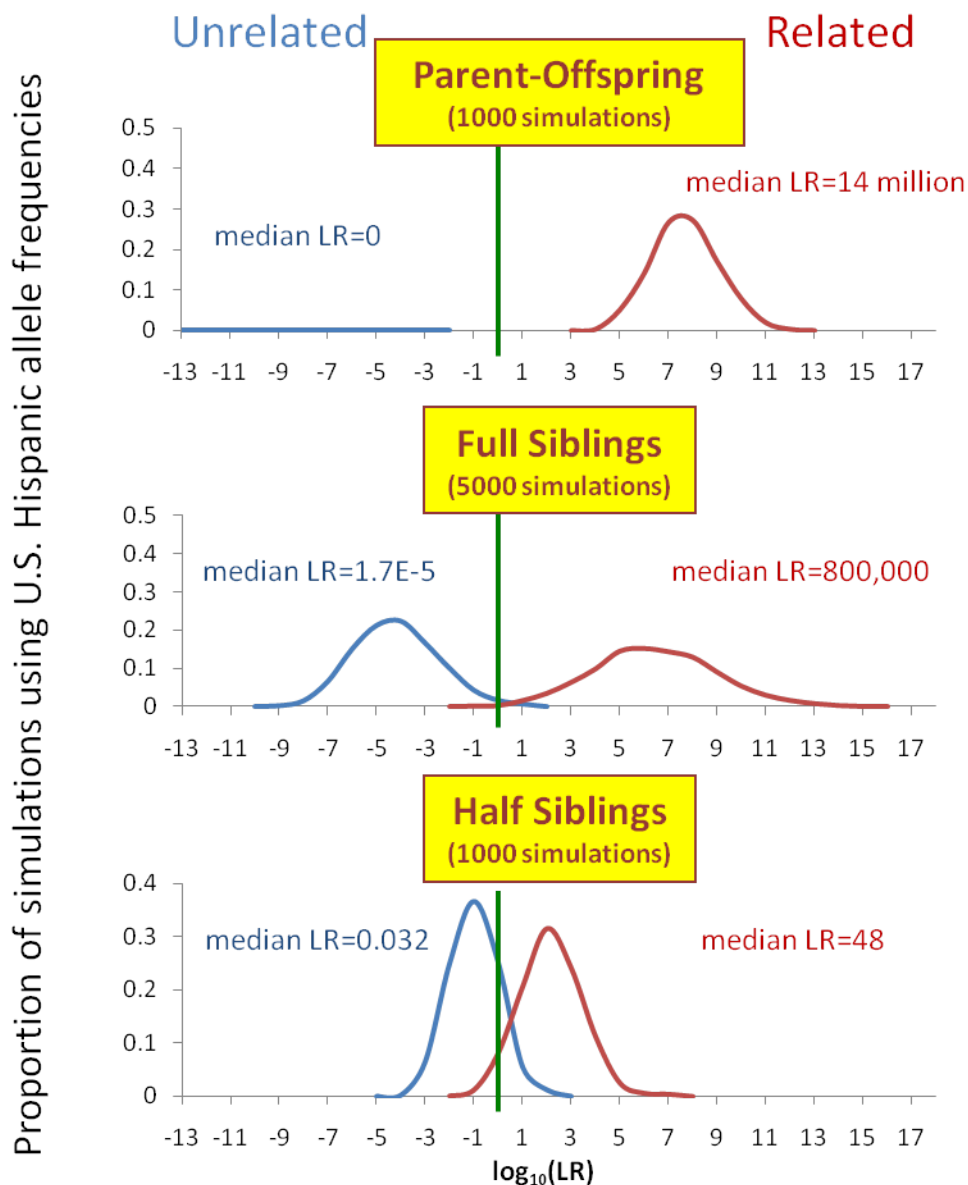 Proportion of simulations using U.S. Hispanic allele frequencies
Unrelated
Related
Parent-Offspring
(1000 simulations)
0.5
0.4
0.3
0.2
0.1
0
median LR=0
median LR=14 million
-13 -11 -9 -7 -5 -3 -1 1 3 5 7 9 11 13 15 17
Full Siblings
(5000 simulations)
0.5
0.4
0.3
0.2
0.1
0
median LR=1.7E-5
median LR=800,000
-13 -11 -9 -7 -5 -3 -1 1 3 5 7 9 11 13 15 17
Half Siblings
(1000 simulations)
0.4
0.3
0.2
0.1
0
median LR=0.032
median LR=48
-13 -11 -9 -7 -5 -3 -1 1 3 5 7 9 11 13 15 17
log₁₀(LR)